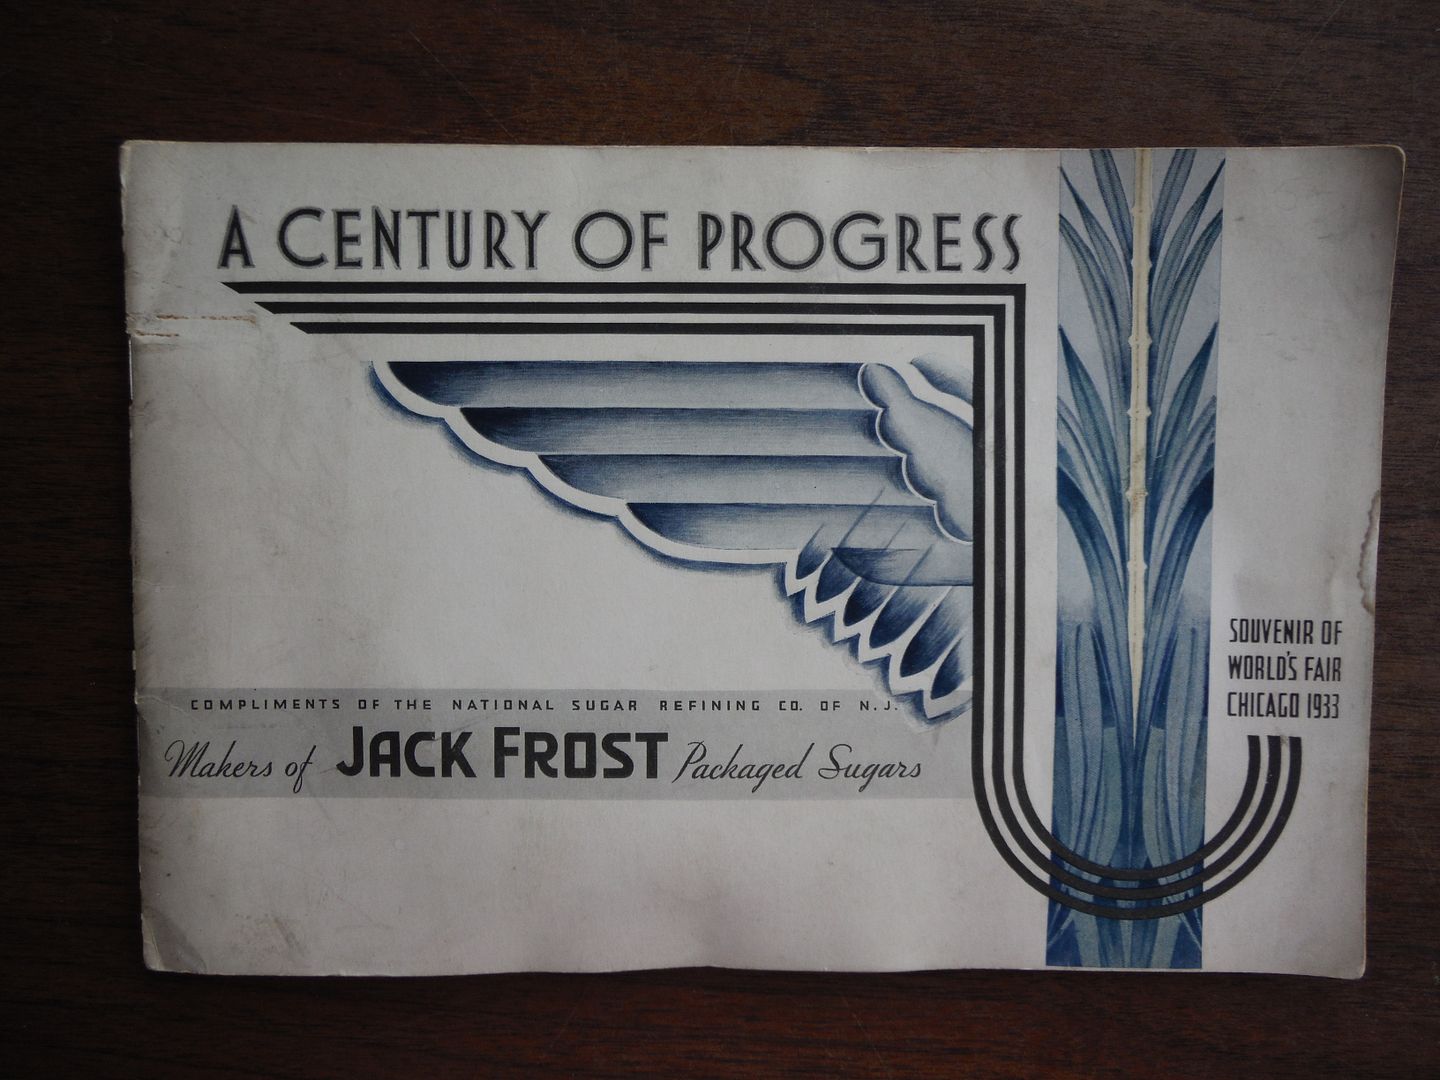 A CENTURY OF PROGRESS
COMPLIMENTS OF THE NATIONAL SUGAR REFINING CO. OF N.J.
Makers of JACK FROST Packaged Sugars
SOUVENIR OF
WORLD'S FAIR
CHICAGO 1933